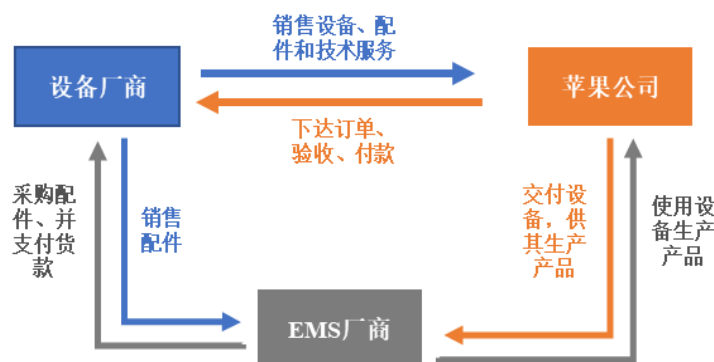 销售设备、配
件和技术服务
设备厂商
苹果公司
下达订单、
验收、付款
采购配
件、并
支付货
款
销售
配件
交付设
备，供
其生产
产品
使用设
备生产
产品
EMS厂商